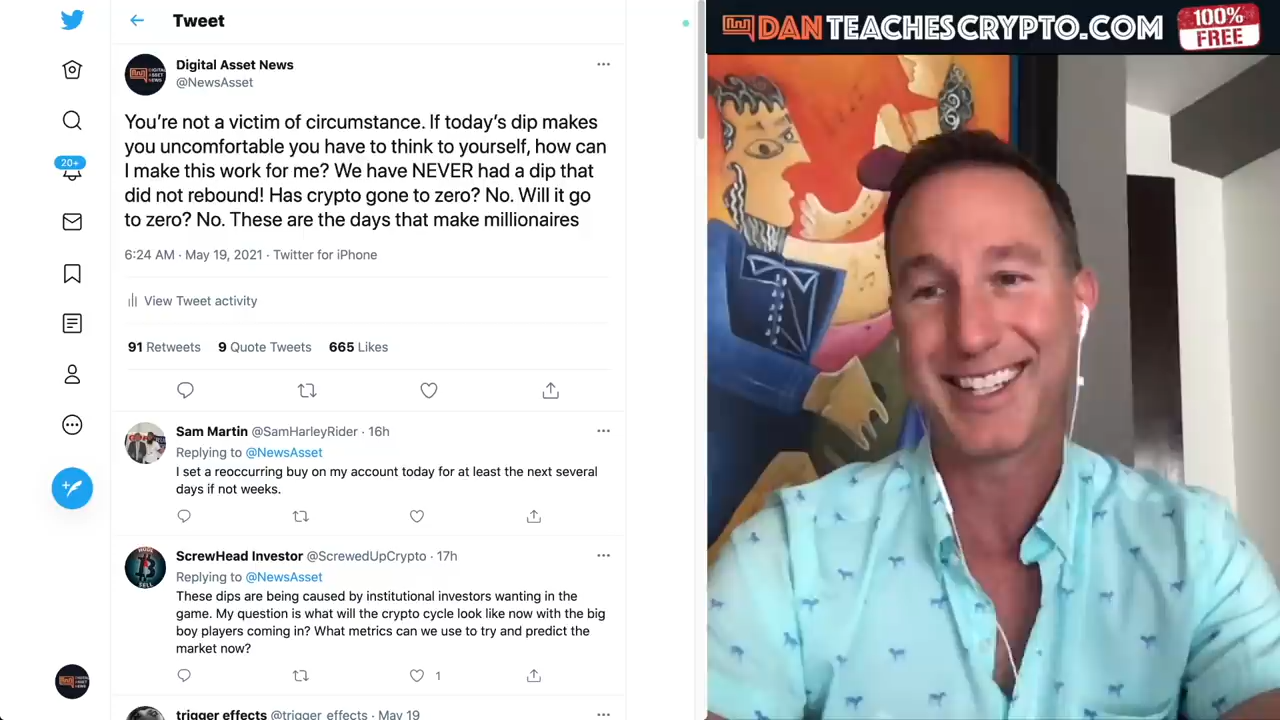 Tweet
Digital Asset News
@NewsAsset
You're not a victim of circumstance. If today's dip makes
you uncomfortable you have to think to yourself, how can
I make this work for me? We have NEVER had a dip that
did not rebound! Has crypto gone to zero? No. Will it go
to zero? No. These are the days that make millionaires
6:24 AM · May 19, 2021 · Twitter for iPhone
View Tweet activity
91 Retweets 9 Quote Tweets 665 Likes
Sam Martin @SamHarleyRider · 16h
Replying to @NewsAsset
I set a reoccurring buy on my account today for at least the next several
days if not weeks.
ScrewHead Investor @ScrewedUpCrypto · 17h
Replying to @NewsAsset
These dips are being caused by institutional investors wanting in the
game. My question is what will the crypto cycle look like now with the big
boy players coming in? What metrics can we use to try and predict the
market now?
1
trigger effects @trigger_effects · May 19
20+
DANTEACHESCRYPTO.COM
100%
FREE